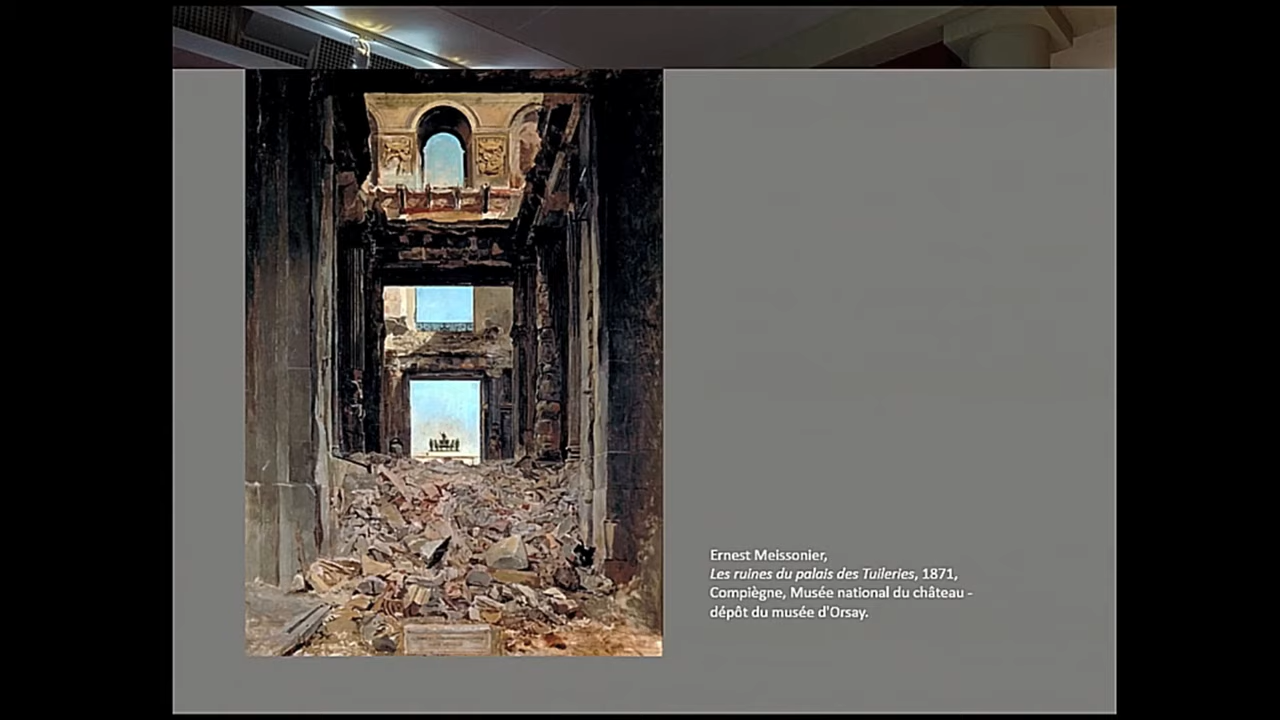 Ernest Meissonier,
Les ruines du palais des Tuileries, 1871,
Compiègne, Musée national du château -
dépôt du musée d'Orsay.